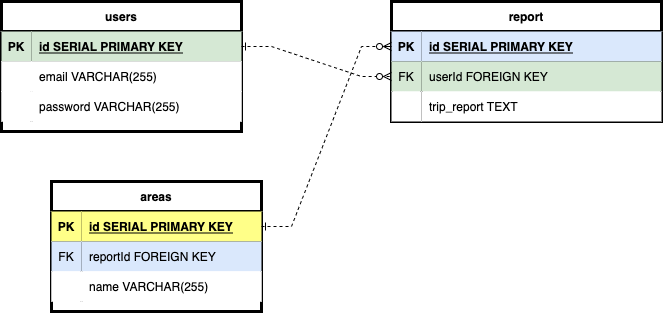 users
PK id SERIAL PRIMARY KEY
email VARCHAR(255)
password VARCHAR(255)
report
PK id SERIAL PRIMARY KEY
FK userId FOREIGN KEY
trip_report TEXT
areas
PK id SERIAL PRIMARY KEY
FK reportId FOREIGN KEY
name VARCHAR(255)